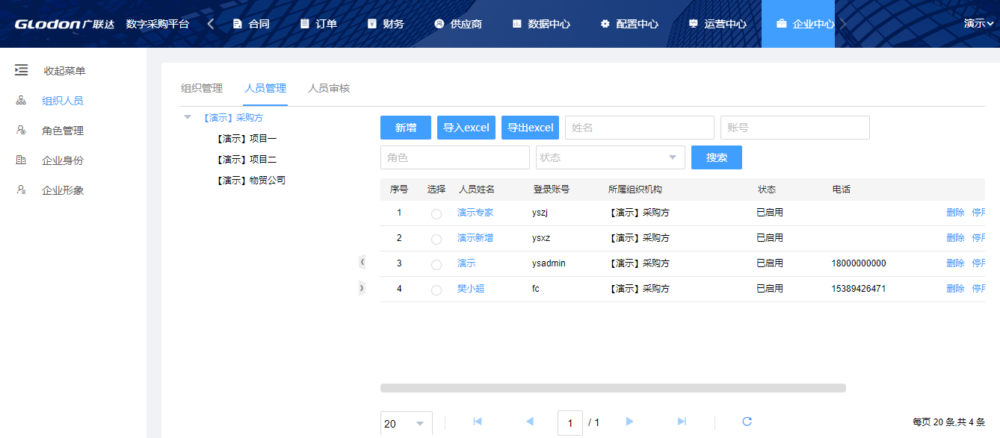 Glodon广联达 数字采购平台 合同 订单 财务 供应商 数据中心 配置中心 运营中心 企业中心 演示
收起菜单
组织人员
角色管理
企业身份
企业形象
组织管理 人员管理 人员审核
【演示】采购方
【演示】项目一
【演示】项目二
【演示】物贸公司
新增 导入excel 导出excel 姓名 账号
角色 状态 搜索
序号 选择 人员姓名 登录账号 所属组织机构 状态 电话
1 演示专家 yszj 【演示】采购方 已启用 删除 停用
2 演示新增 ysxz 【演示】采购方 已启用 删除 停用
3 演示 ysadmin 【演示】采购方 已启用 18000000000 删除 停用
4 樊小超 fc 【演示】采购方 已启用 15389426471 删除 停用
20 1 / 1 每页 20 条,共 4 条